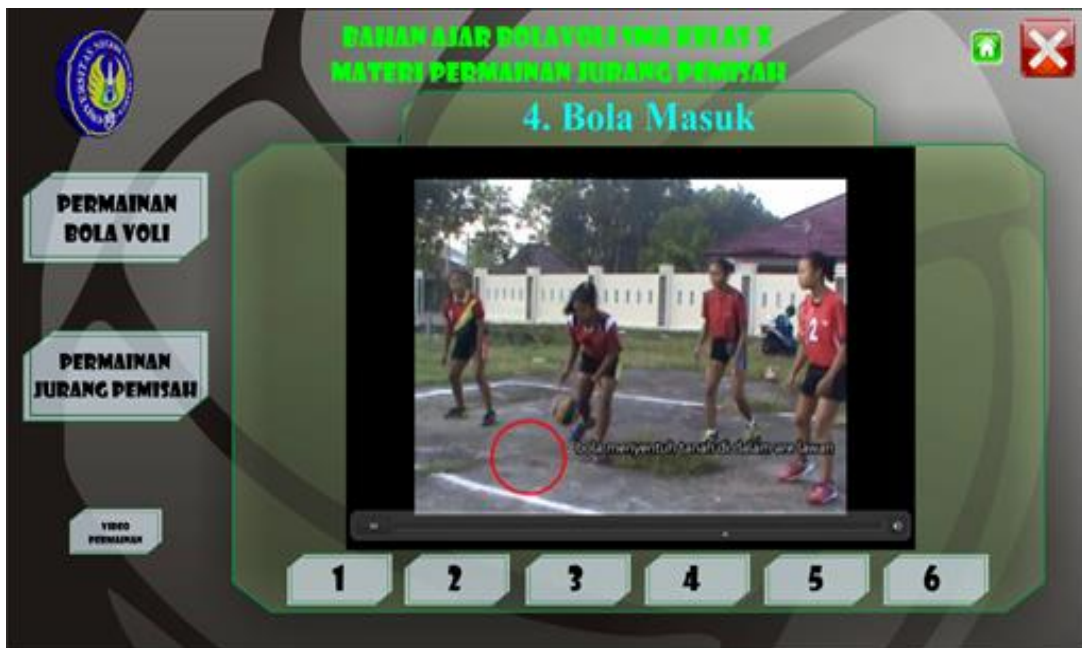 BAHAN AJAR BOLAVOLI SMA KELAS X
MATERI PERMAINAN JURANG PEMISAH
4. Bola Masuk
PERMAINAN
BOLA VOLI
PERMAINAN
JURANG PEMISAH
VIDEO
PERMAINAN
2
bola menyentuh tanah di dalam are lawan
1
2
3
4
5
6